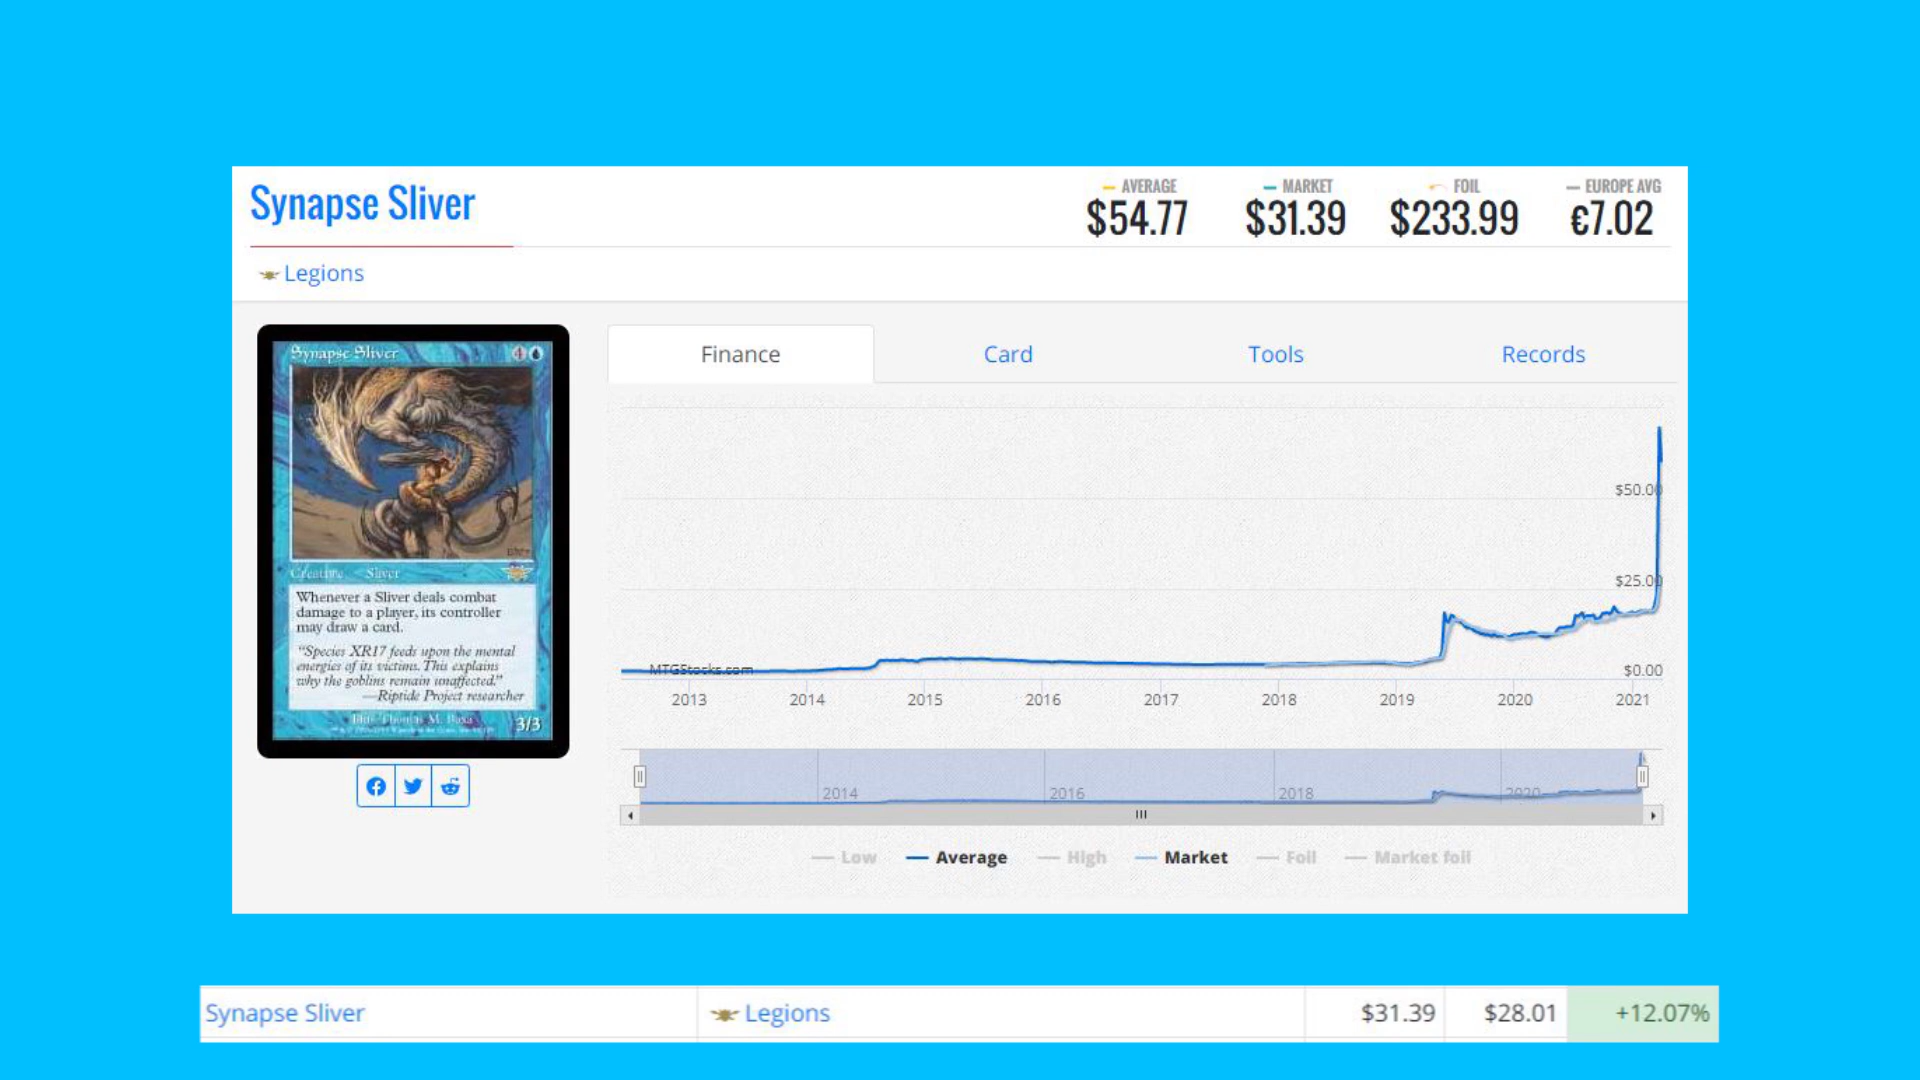 Synapse Sliver
AVERAGE
$54.77
MARKET
$31.39
FOIL
$233.99
EUROPE AVG
€7.02
Legions
Synapse Sliver 4
Creature Sliver
Whenever a Sliver deals combat
damage to a player, its controller
may draw a card.
"Species XR17 feeds upon the mental
energies of its victims. This explains
why the goblins remain unaffected."
—Riptide Project researcher
Illus. Thomas M. Baxa
3/3
Finance
Card
Tools
Records
$50.00
$25.00
$0.00
MTGStocks.com
2013 2014 2015 2016 2017 2018 2019 2020 2021
2014 2016 2018 2020
Low Average High Market Foil Market foil
Synapse Sliver Legions $31.39 $28.01 +12.07%